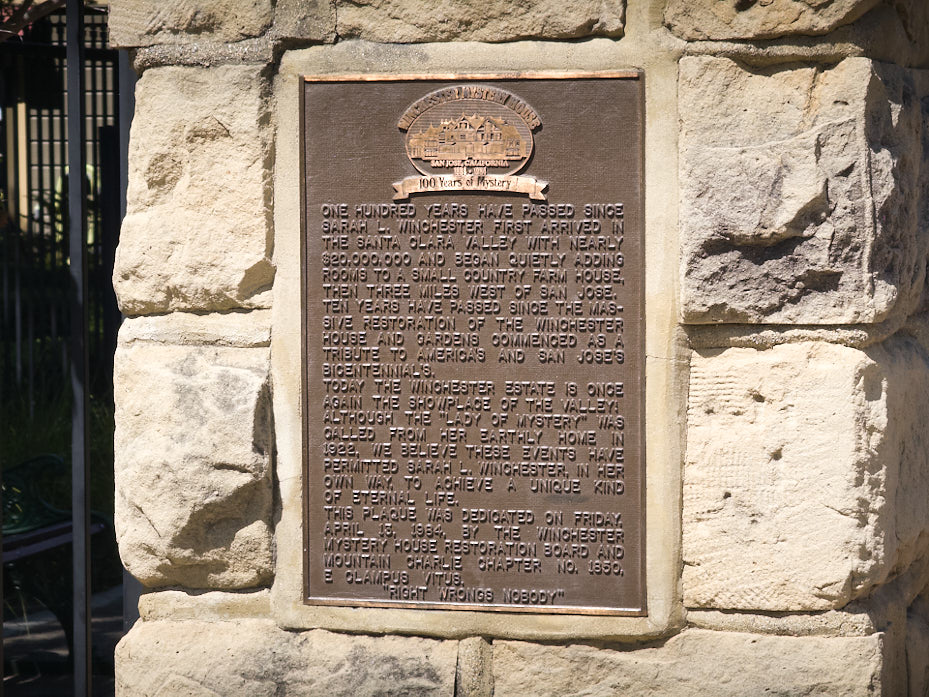 WINCHESTER MYSTERY HOUSE
SAN JOSE, CALIFORNIA
100 Years of Mystery
ONE HUNDRED YEARS HAVE PASSED SINCE
SARAH L. WINCHESTER FIRST ARRIVED IN
THE SANTA CLARA VALLEY WITH NEARLY
$20,000,000 AND BEGAN QUIETLY ADDING
ROOMS TO A SMALL COUNTRY FARM HOUSE,
THEN THREE MILES WEST OF SAN JOSE.
TEN YEARS HAVE PASSED SINCE THE MAS-
SIVE RESTORATION OF THE WINCHESTER
HOUSE AND GARDENS COMMENCED AS A
TRIBUTE TO AMERICA'S AND SAN JOSE'S
BICENTENNIAL'S.
TODAY THE WINCHESTER ESTATE IS ONCE
AGAIN THE SHOWPLACE OF THE VALLEY!
ALTHOUGH THE "LADY OF MYSTERY" WAS
CALLED FROM HER EARTHLY HOME IN
1922, WE BELIEVE THESE EVENTS HAVE
PERMITTED SARAH L. WINCHESTER, IN HER
OWN WAY, TO ACHIEVE A UNIQUE KIND
OF ETERNAL LIFE.
THIS PLAQUE WAS DEDICATED ON FRIDAY,
APRIL 13, 1984, BY THE WINCHESTER
MYSTERY HOUSE RESTORATION BOARD AND
MOUNTAIN CHARLIE CHAPTER NO. 1850,
E CLAMPUS VITUS.
"RIGHT WRONGS NOBODY"